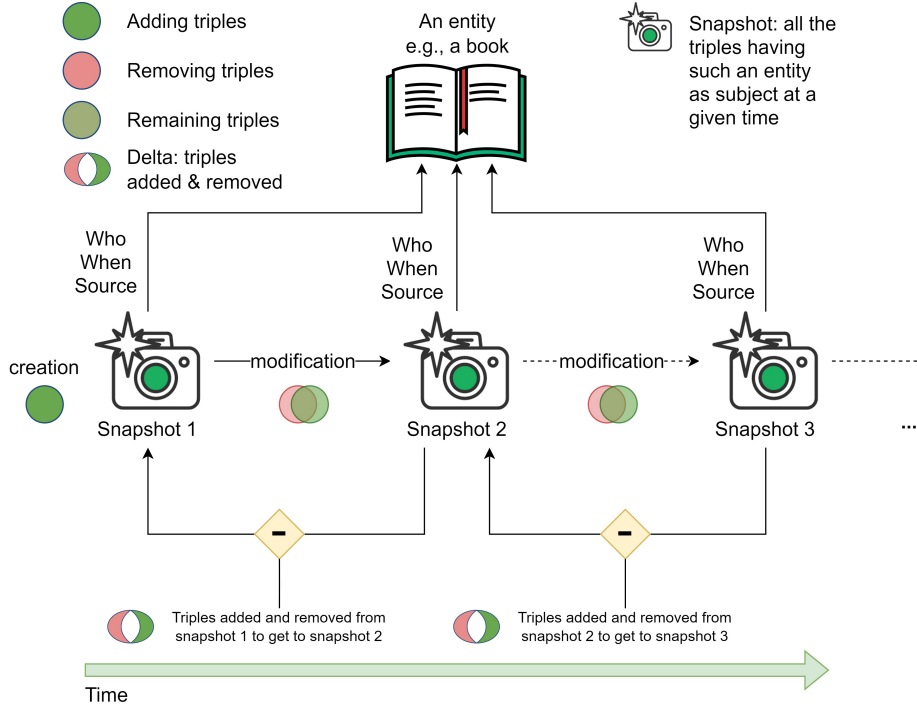 Adding triples
Removing triples
Remaining triples
Delta: triples
added & removed
An entity
e.g., a book
Snapshot: all the
triples having
such an entity
as subject at a
given time
Who
When
Source
Who
When
Source
Who
When
Source
creation
modification
modification
Snapshot 1
Snapshot 2
Snapshot 3
...
-
-
Triples added and removed from
snapshot 1 to get to snapshot 2
Triples added and removed from
snapshot 2 to get to snapshot 3
Time